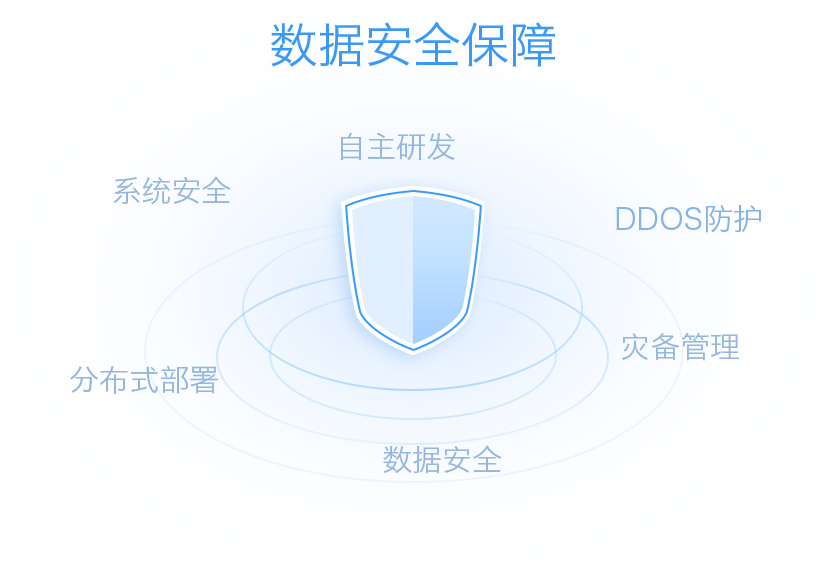 数据安全保障
自主研发
系统安全
DDOS防护
灾备管理
分布式部署
数据安全